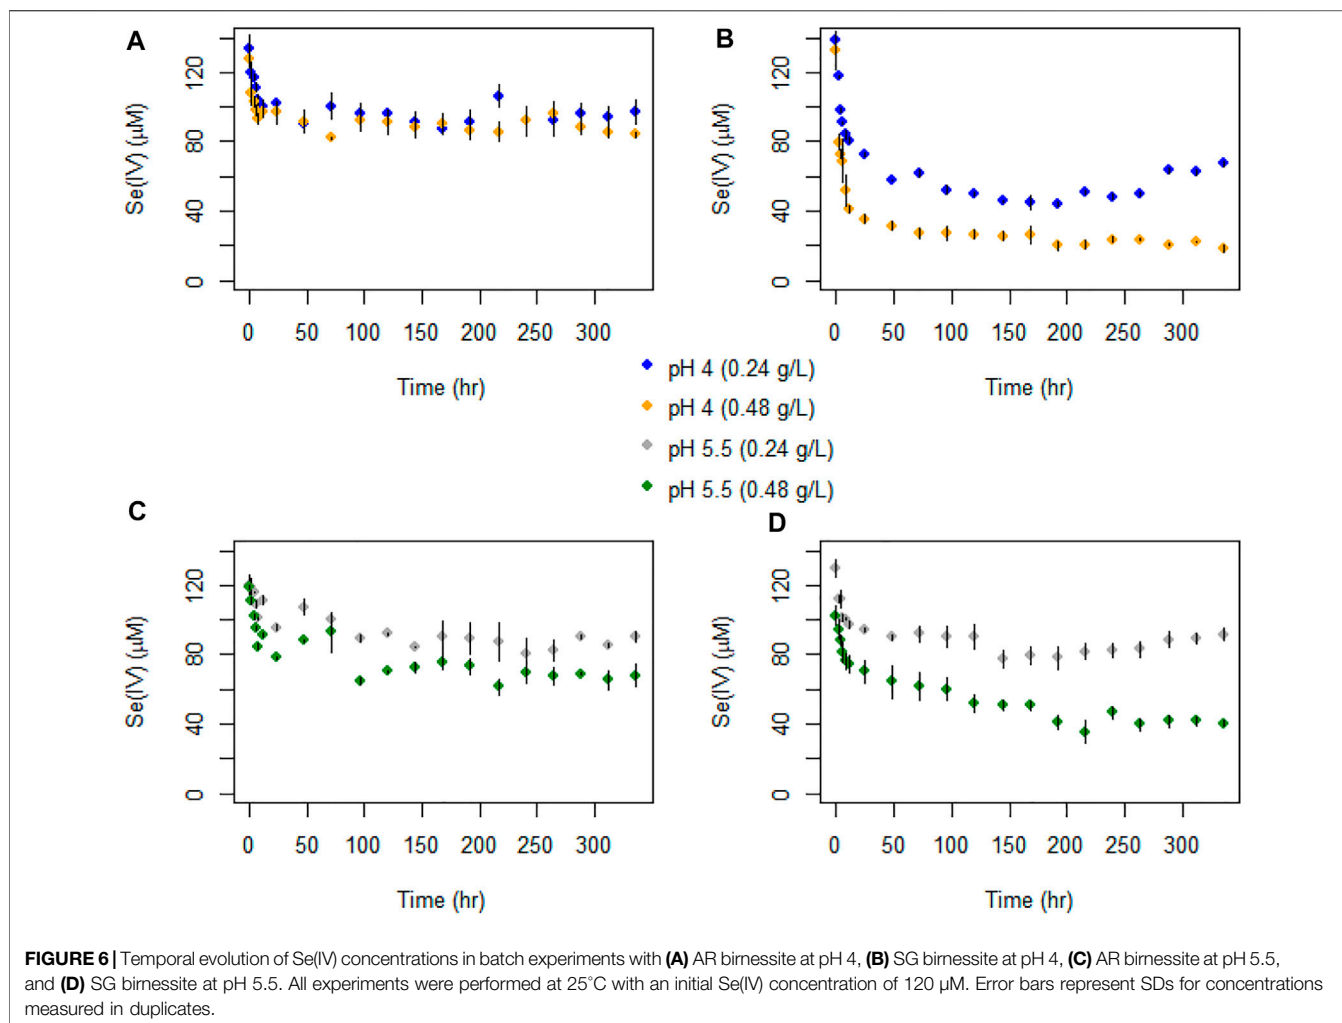 A
Se(IV) (µM)
0 40 80 120
0 50 100 150 200 250 300
Time (hr)
B
Se(IV) (µM)
0 40 80 120
0 50 100 150 200 250 300
Time (hr)
pH 4 (0.24 g/L)
pH 4 (0.48 g/L)
pH 5.5 (0.24 g/L)
pH 5.5 (0.48 g/L)
C
Se(IV) (µM)
0 40 80 120
0 50 100 150 200 250 300
Time (hr)
D
Se(IV) (µM)
0 40 80 120
0 50 100 150 200 250 300
Time (hr)
FIGURE 6 | Temporal evolution of Se(IV) concentrations in batch experiments with (A) AR birnessite at pH 4, (B) SG birnessite at pH 4, (C) AR birnessite at pH 5.5,
and (D) SG birnessite at pH 5.5. All experiments were performed at 25°C with an initial Se(IV) concentration of 120 µM. Error bars represent SDs for concentrations
measured in duplicates.